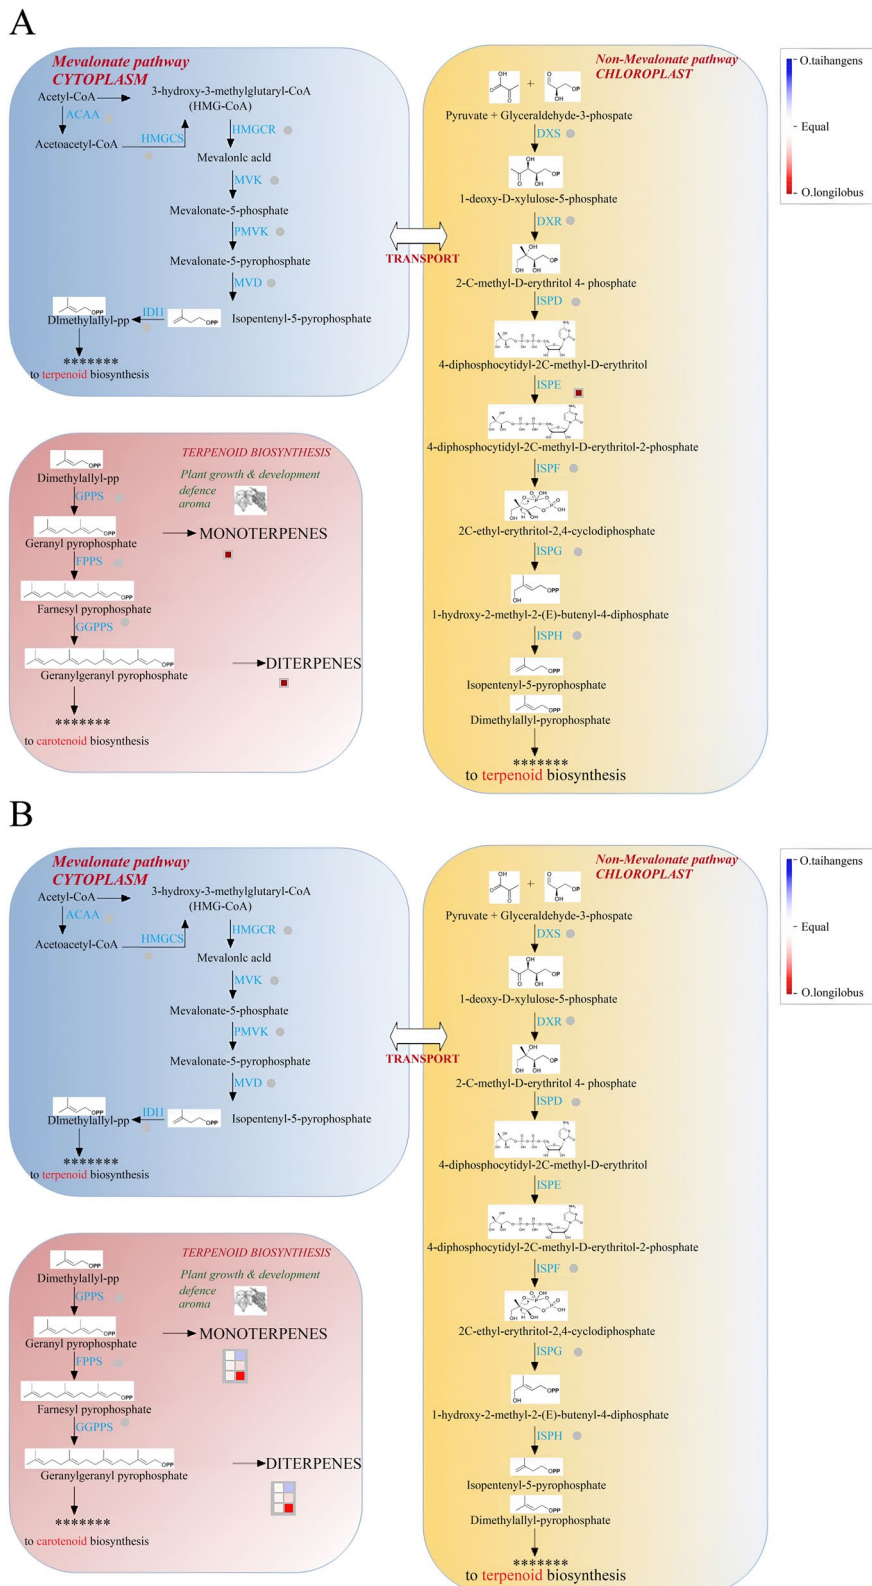 A
Mevalonate pathway
CYTOPLASM
Acetyl-CoA
3-hydroxy-3-methylglutaryl-CoA
(HMG-CoA)
ACAA
HMGCS
HMGCR
Acetoacetyl-CoA
Mevalonic acid
MVK
Mevalonate-5-phosphate
PMVK
Mevalonate-5-pyrophosphate
MVD
IDI1
OPP
OPP
DImethylallyl-pp
Isopentenyl-5-pyrophosphate
*******
to terpenoid biosynthesis
TRANSPORT
Non-Mevalonate pathway
CHLOROPLAST
Pyruvate + Glyceraldehyde-3-phospate
DXS
1-deoxy-D-xylulose-5-phosphate
DXR
2-C-methyl-D-erythritol 4- phosphate
ISPD
4-diphosphocytidyl-2C-methyl-D-erythritol
ISPE
4-diphosphocytidyl-2C-methyl-D-erythritol-2-phosphate
ISPF
2C-ethyl-erythritol-2,4-cyclodiphosphate
ISPG
1-hydroxy-2-methyl-2-(E)-butenyl-4-diphosphate
ISPH
Isopentenyl-5-pyrophosphate
Dimethylallyl-pyrophosphate
*******
to terpenoid biosynthesis
O.taihangens
Equal
O.longilobus
TERPENOID BIOSYNTHESIS
Plant growth & development
defence
aroma
OPP
Dimethylallyl-pp
GPPS
OPP
Geranyl pyrophosphate
MONOTERPENES
FPPS
OPP
Farnesyl pyrophosphate
GGPPS
OPP
Geranylgeranyl pyrophosphate
DITERPENES
*******
to carotenoid biosynthesis
B
Mevalonate pathway
CYTOPLASM
Acetyl-CoA
3-hydroxy-3-methylglutaryl-CoA
(HMG-CoA)
ACAA
HMGCS
HMGCR
Acetoacetyl-CoA
Mevalonic acid
MVK
Mevalonate-5-phosphate
PMVK
Mevalonate-5-pyrophosphate
MVD
IDI1
OPP
OPP
DImethylallyl-pp
Isopentenyl-5-pyrophosphate
*******
to terpenoid biosynthesis
TRANSPORT
Non-Mevalonate pathway
CHLOROPLAST
Pyruvate + Glyceraldehyde-3-phospate
DXS
1-deoxy-D-xylulose-5-phosphate
DXR
2-C-methyl-D-erythritol 4- phosphate
ISPD
4-diphosphocytidyl-2C-methyl-D-erythritol
ISPE
4-diphosphocytidyl-2C-methyl-D-erythritol-2-phosphate
ISPF
2C-ethyl-erythritol-2,4-cyclodiphosphate
ISPG
1-hydroxy-2-methyl-2-(E)-butenyl-4-diphosphate
ISPH
Isopentenyl-5-pyrophosphate
Dimethylallyl-pyrophosphate
*******
to terpenoid biosynthesis
O.taihangens
Equal
O.longilobus
TERPENOID BIOSYNTHESIS
Plant growth & development
defence
aroma
OPP
Dimethylallyl-pp
GPPS
OPP
Geranyl pyrophosphate
MONOTERPENES
FPPS
OPP
Farnesyl pyrophosphate
GGPPS
OPP
Geranylgeranyl pyrophosphate
DITERPENES
*******
to carotenoid biosynthesis